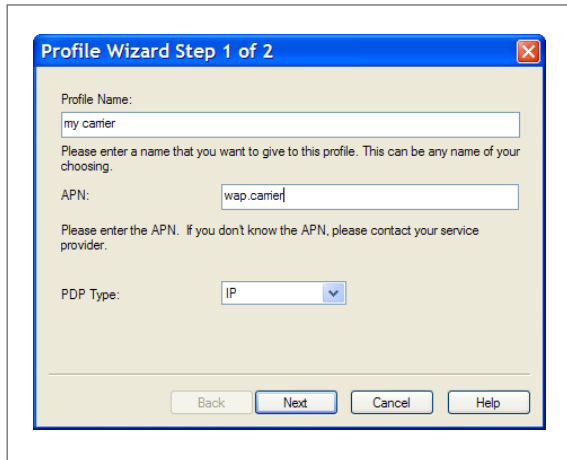 Profile Wizard Step 1 of 2
Profile Name:
my carrier
Please enter a name that you want to give to this profile. This can be any name of your
choosing.
APN: wap.carrier
Please enter the APN. If you don't know the APN, please contact your service
provider.
PDP Type: IP
Back Next Cancel Help